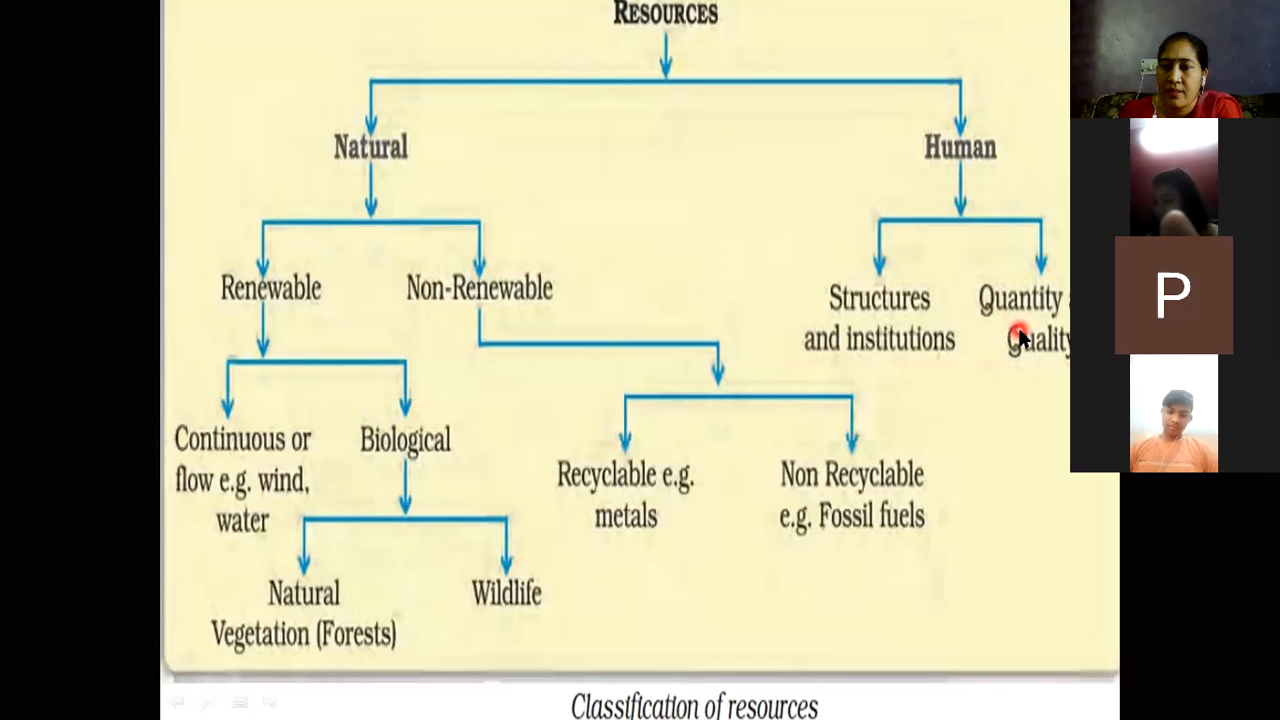 RESOURCES
Natural
Human
Renewable
Non-Renewable
Structures
and institutions
Quantity
Quality
Continuous or
flow e.g. wind,
water
Biological
Recyclable e.g.
metals
Non Recyclable
e.g. Fossil fuels
Natural
Vegetation (Forests)
Wildlife
Classification of resources
P